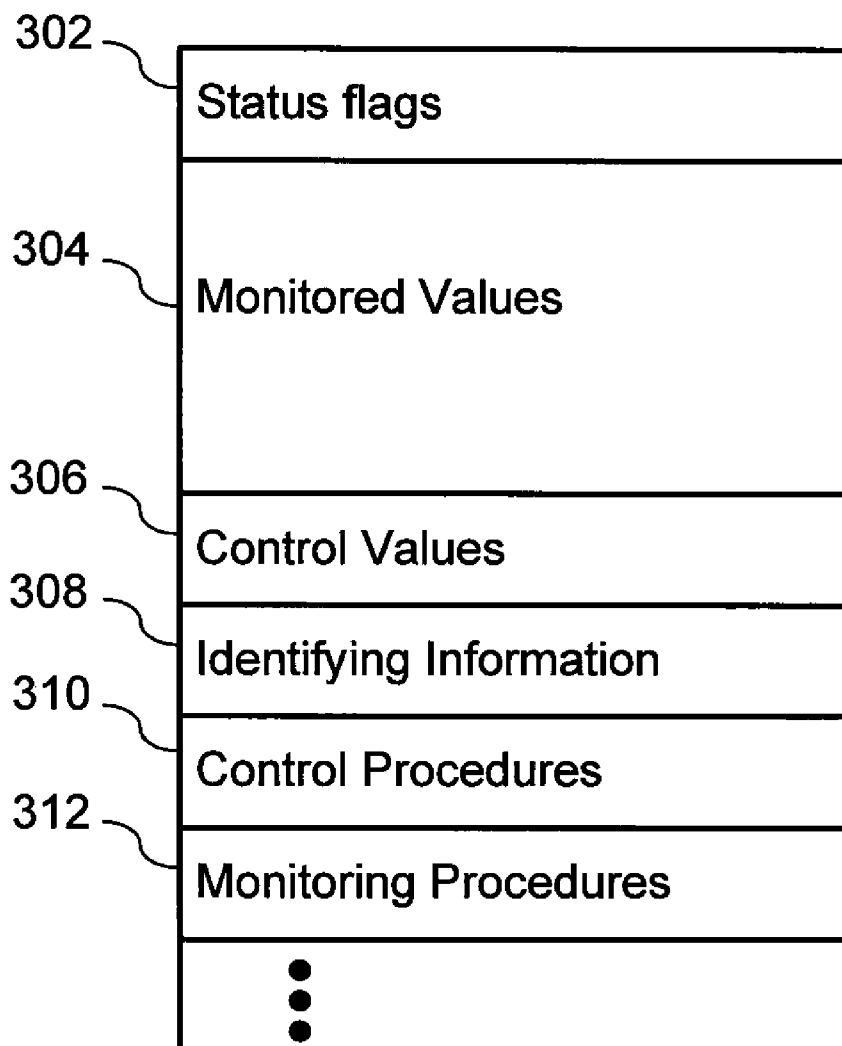 302
Status flags
304
Monitored Values
306
Control Values
308
Identifying Information
310
Control Procedures
312
Monitoring Procedures